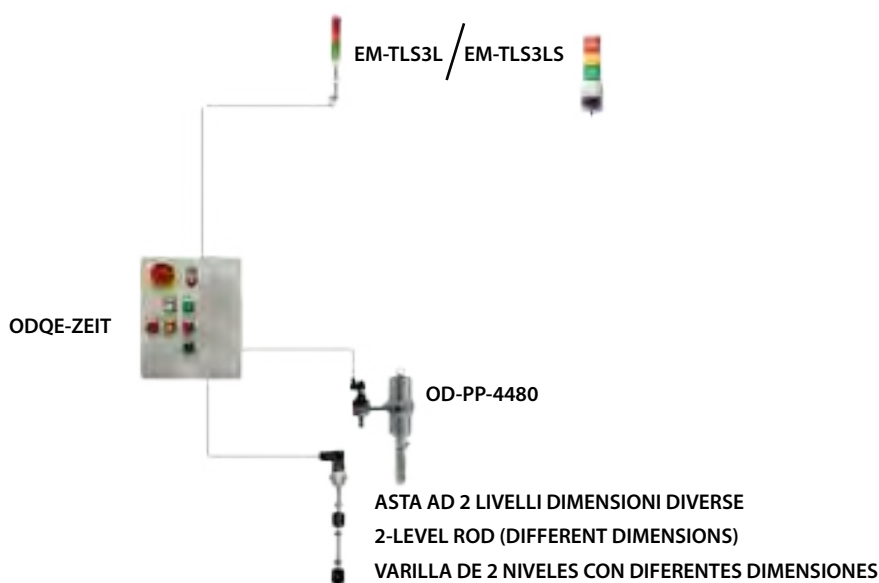 EM-TLS3L / EM-TLS3LS
ODQE-ZEIT
OD-PP-4480
ASTA AD 2 LIVELLI DIMENSIONI DIVERSE
2-LEVEL ROD (DIFFERENT DIMENSIONS)
VARILLA DE 2 NIVELES CON DIFERENTES DIMENSIONES